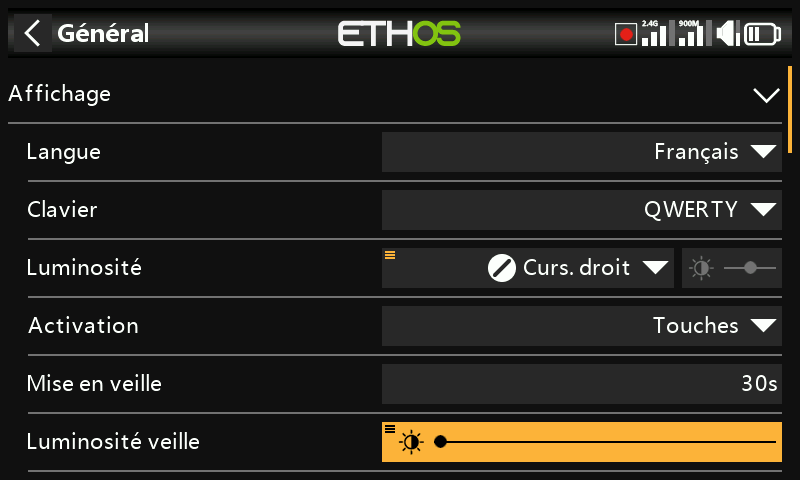 Général
ETHOS
2.4G
900M
Affichage
Langue
Français
Clavier
QWERTY
Luminosité
Curs. droit
Activation
Touches
Mise en veille
30s
Luminosité veille